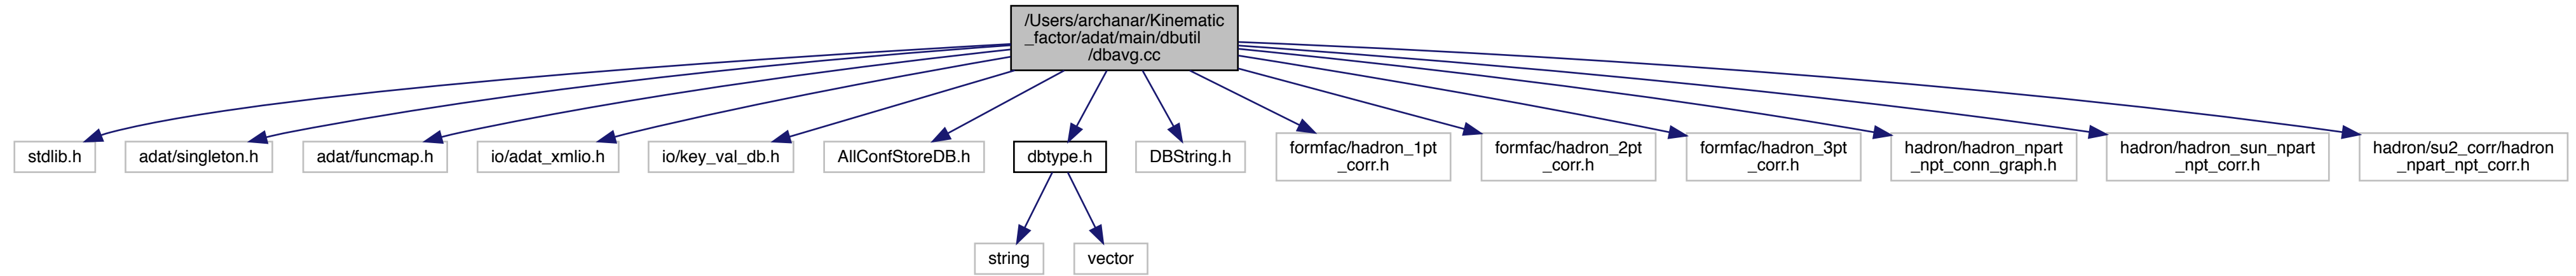 /Users/archanar/Kinematic
_factor/adat/main/dbutil
/dbavg.cc
stdlib.h
adat/singleton.h
adat/funcmap.h
io/adat_xmlio.h
io/key_val_db.h
AllConfStoreDB.h
dbtype.h
DBString.h
formfac/hadron_1pt
_corr.h
formfac/hadron_2pt
_corr.h
formfac/hadron_3pt
_corr.h
hadron/hadron_npart
_npt_conn_graph.h
hadron/hadron_sun_npart
_npt_corr.h
hadron/su2_corr/hadron
_npart_npt_corr.h
string
vector